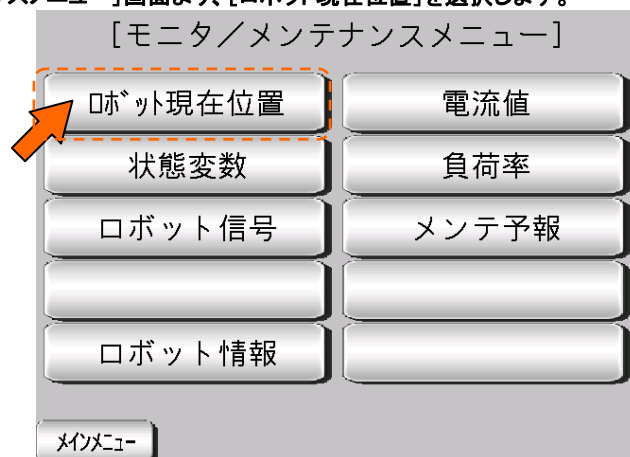 スメニュー]画面より、[ロボット現在位置]を選択します。
[モニタ／メンテナンスメニュー]
ﾛﾎﾞｯﾄ現在位置 電流値
状態変数 負荷率
ロボット信号 メンテ予報
ロボット情報
ﾒｲﾝﾒﾆｭｰ